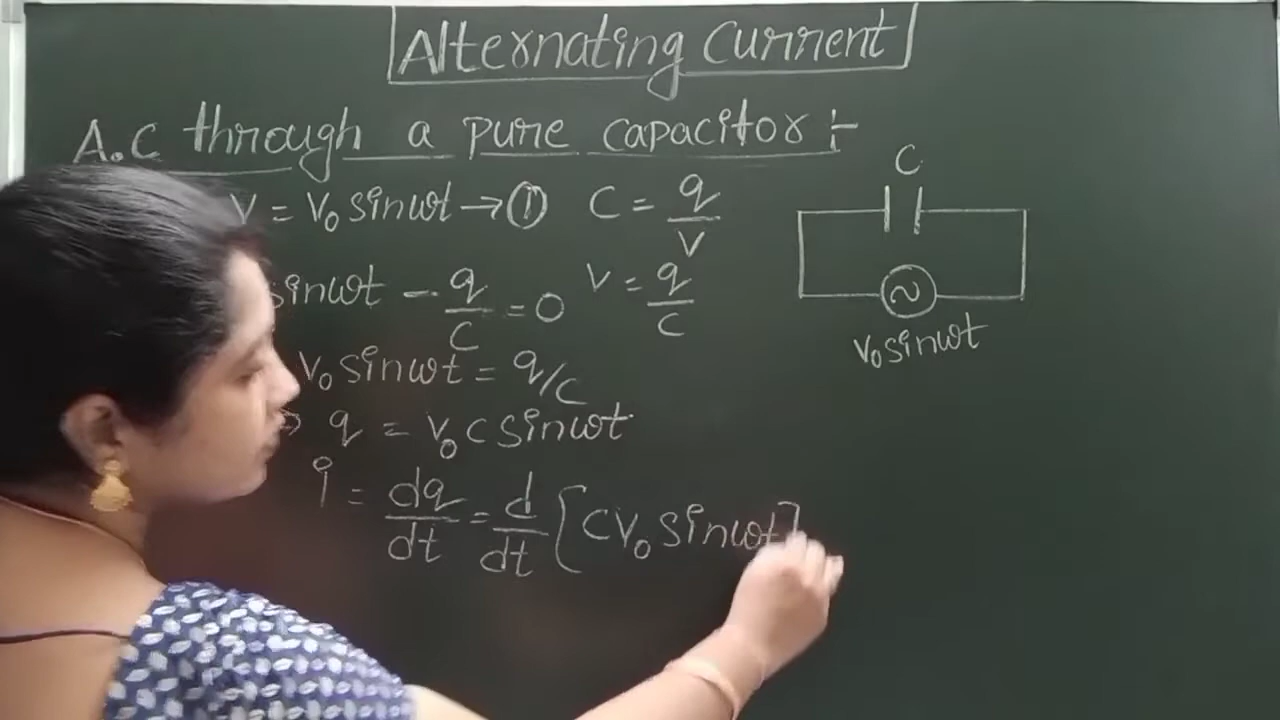 Alternating Current
A.C through a pure capacitor :-
V = V₀ sinωt → ① C = q/V
sinωt - q/C = 0 V = q/C
V₀ sinωt = q/C
⇒ q = V₀ C sinωt
i = dq/dt = d/dt [CV₀ sinωt]
C
V₀ sinωt